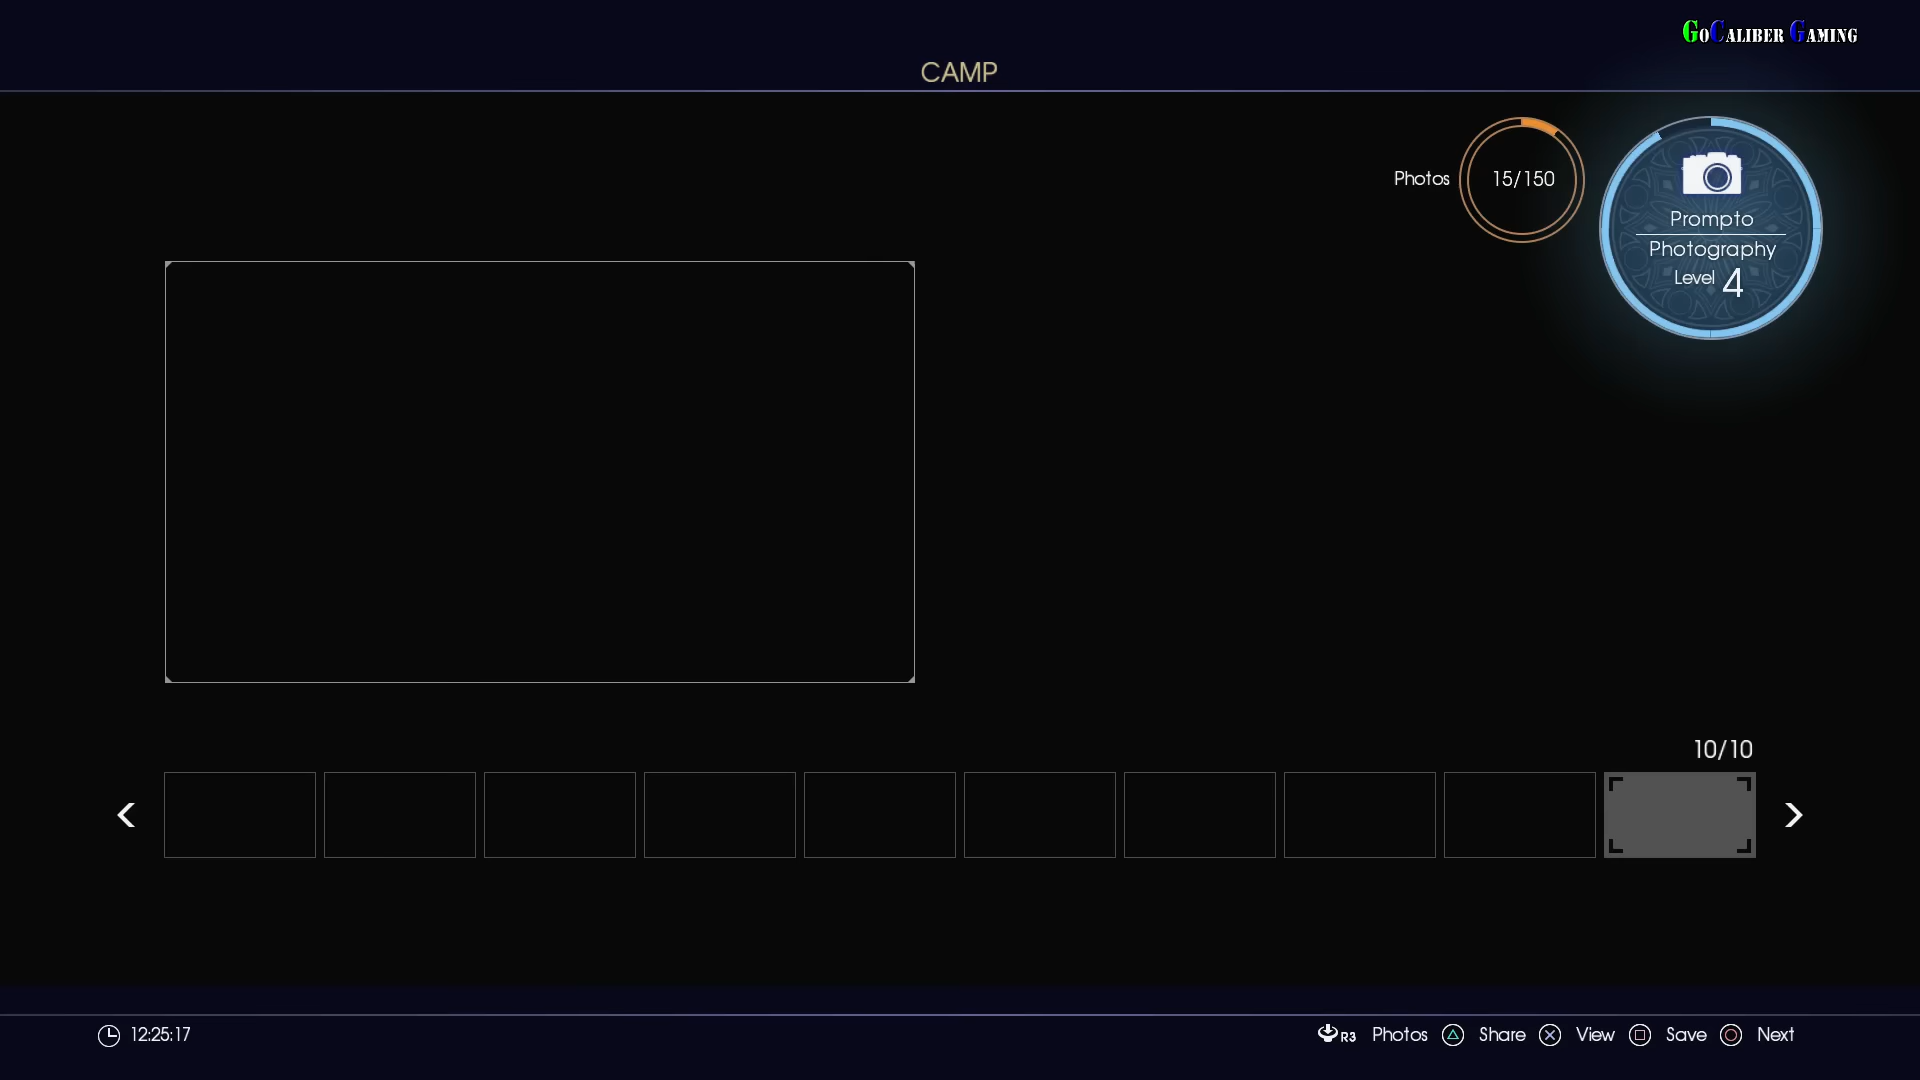 GoCaliber Gaming
CAMP
Photos 15/150
Prompto
Photography
Level 4
10/10
12:25:17
R3 Photos Share View Save Next